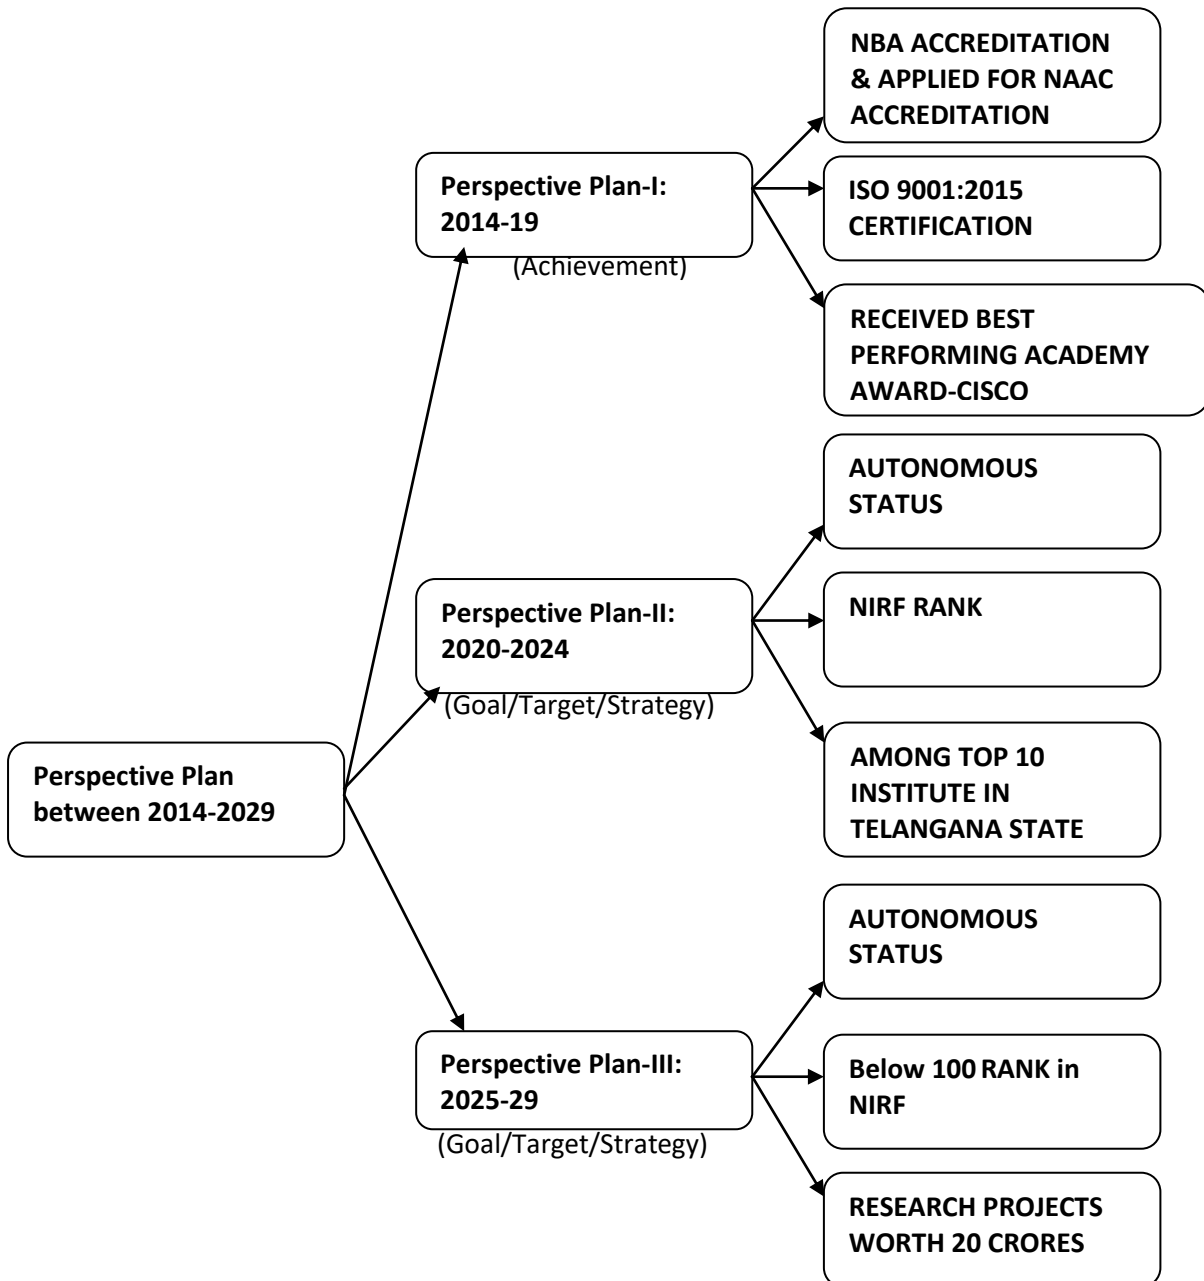 Perspective Plan
between 2014-2029
Perspective Plan-I:
2014-19
(Achievement)
NBA ACCREDITATION
& APPLIED FOR NAAC
ACCREDITATION
ISO 9001:2015
CERTIFICATION
RECEIVED BEST
PERFORMING ACADEMY
AWARD-CISCO
Perspective Plan-II:
2020-2024
(Goal/Target/Strategy)
AUTONOMOUS
STATUS
NIRF RANK
AMONG TOP 10
INSTITUTE IN
TELANGANA STATE
Perspective Plan-III:
2025-29
(Goal/Target/Strategy)
AUTONOMOUS
STATUS
Below 100 RANK in
NIRF
RESEARCH PROJECTS
WORTH 20 CRORES